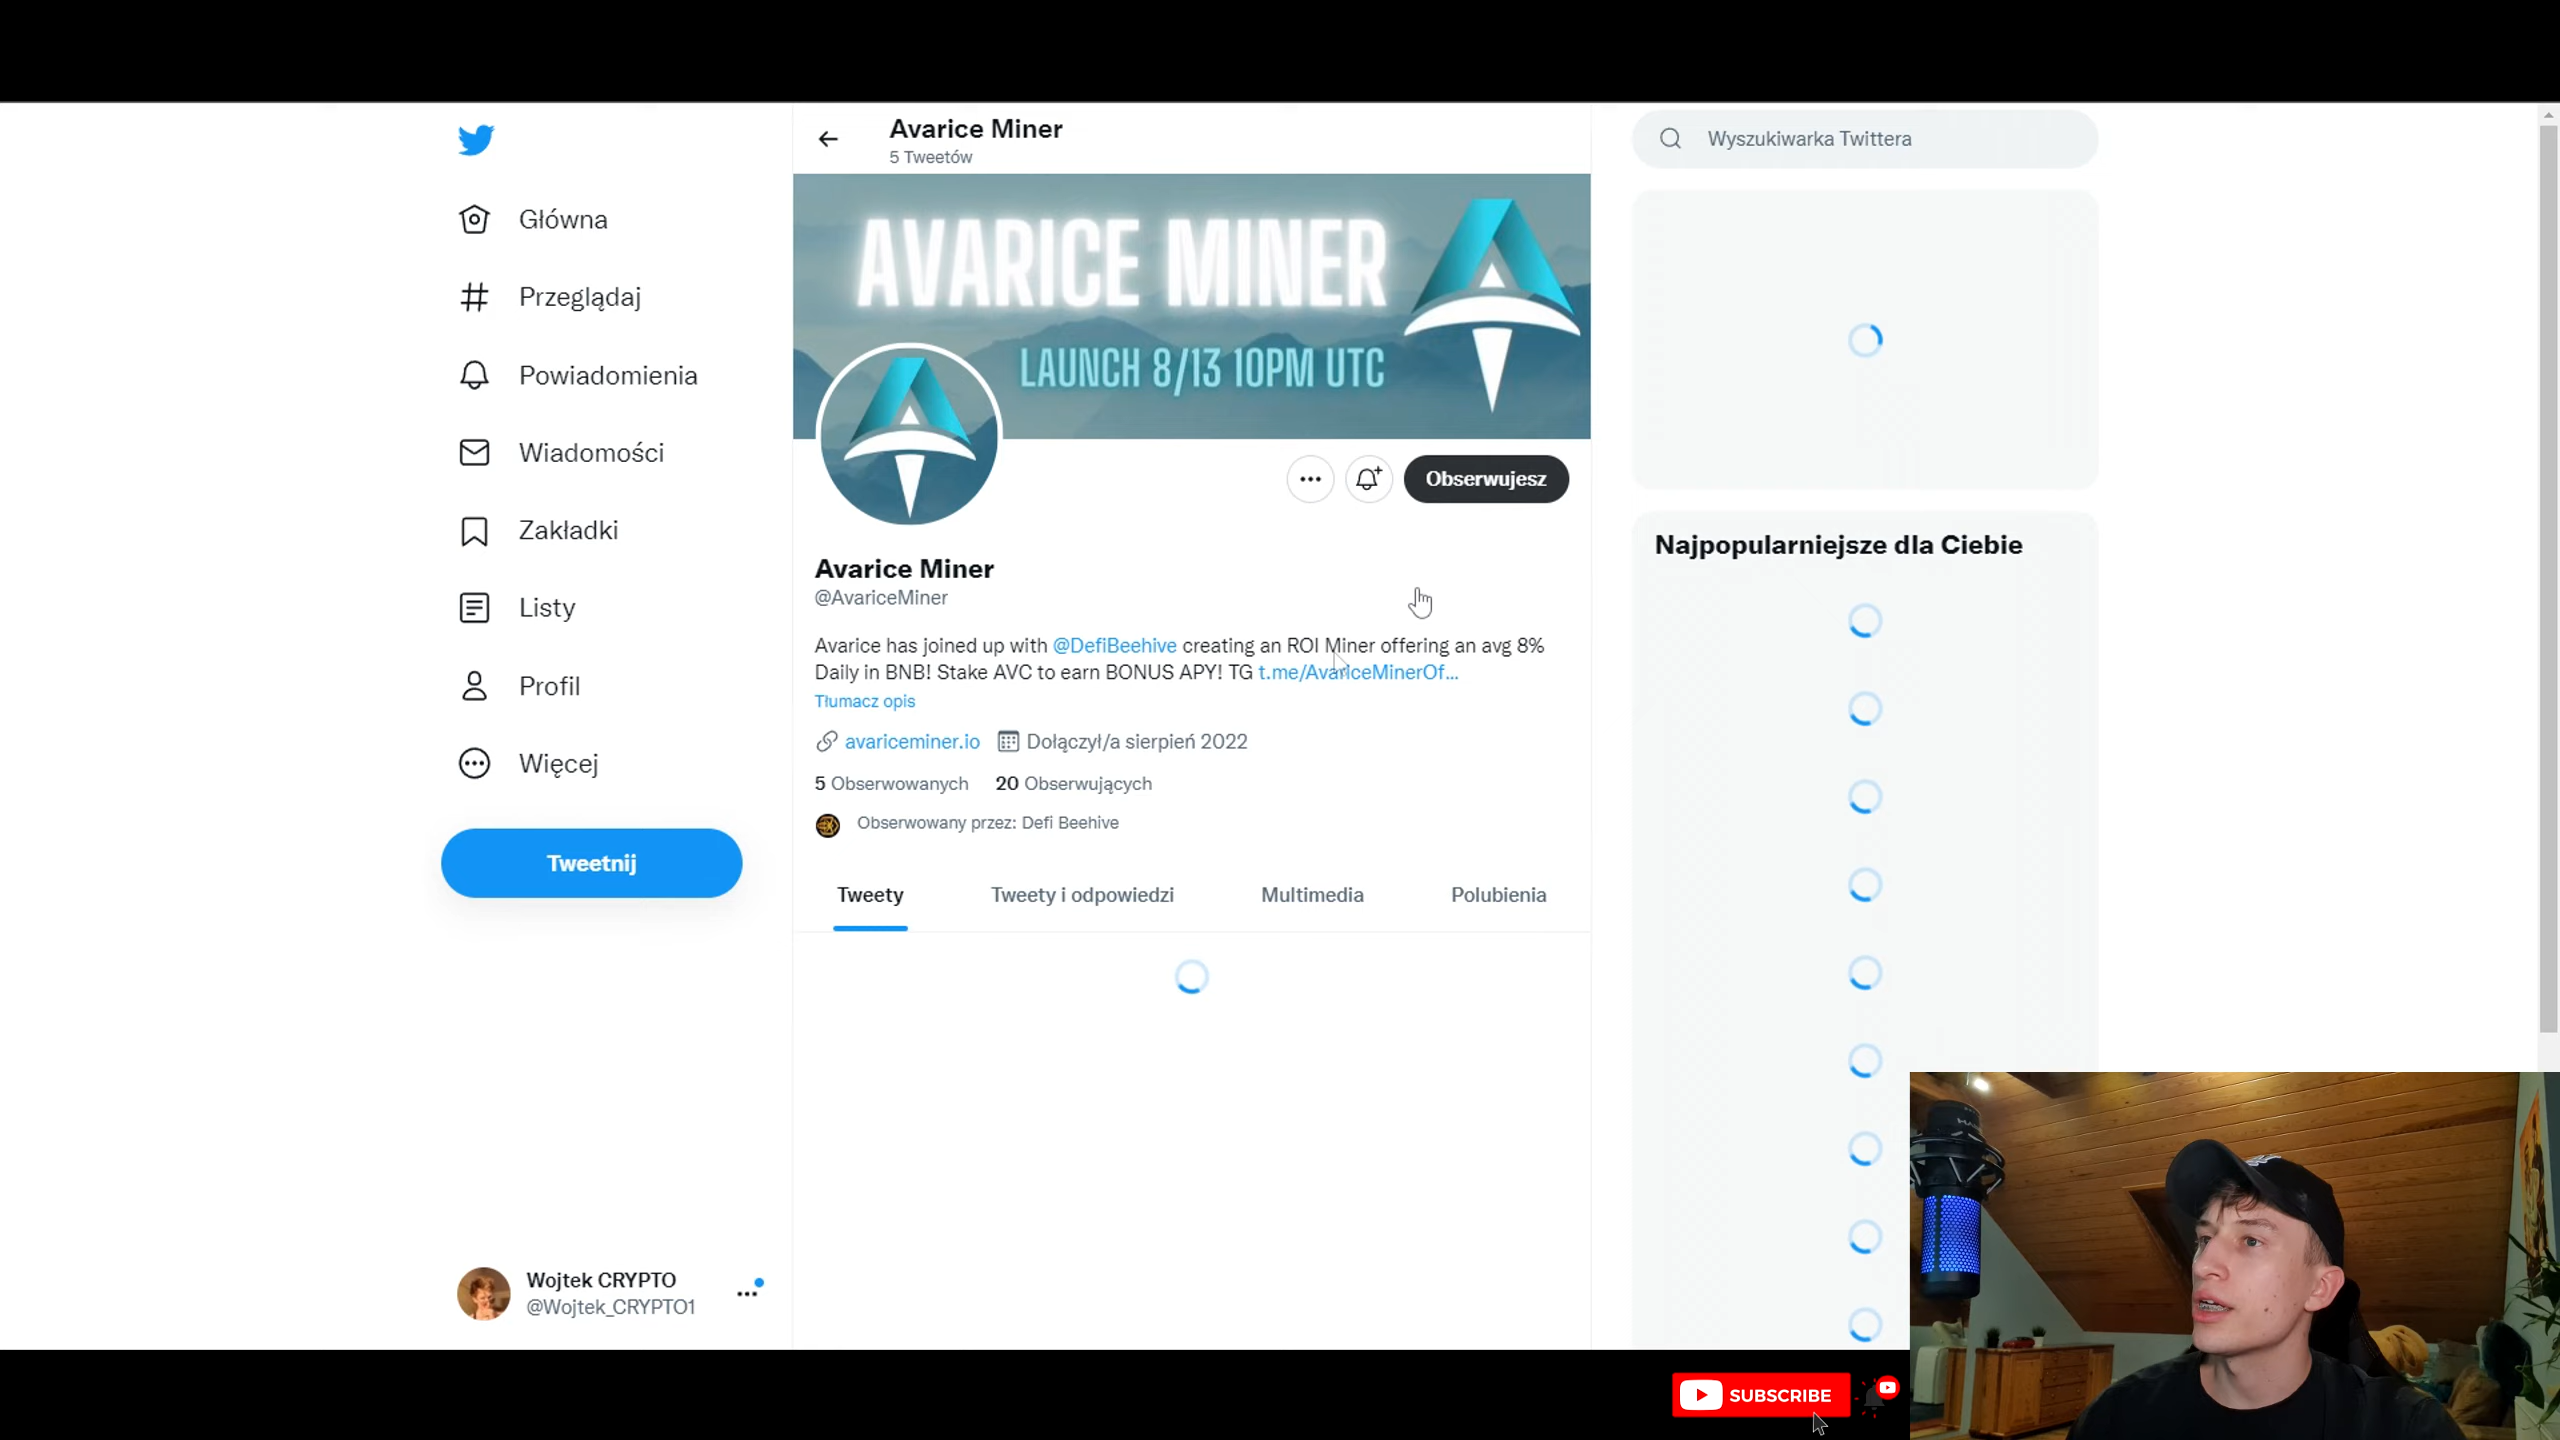 Avarice Miner
5 Tweetów
Wyszukiwarka Twittera
Główna
Przeglądaj
Powiadomienia
Wiadomości
Zakładki
Listy
Profil
Więcej
Tweetnij
AVARICE MINER
LAUNCH 8/13 10PM UTC
Obserwujesz
Avarice Miner
@AvariceMiner
Avarice has joined up with @DefiBeehive creating an ROI Miner offering an avg 8%
Daily in BNB! Stake AVC to earn BONUS APY! TG t.me/AvariceMinerOf...
Tłumacz opis
avariceminer.io Dołączył/a sierpień 2022
5 Obserwowanych 20 Obserwujących
Obserwowany przez: Defi Beehive
Tweety Tweety i odpowiedzi Multimedia Polubienia
Najpopularniejsze dla Ciebie
Wojtek CRYPTO
@Wojtek_CRYPTO1
SUBSCRIBE